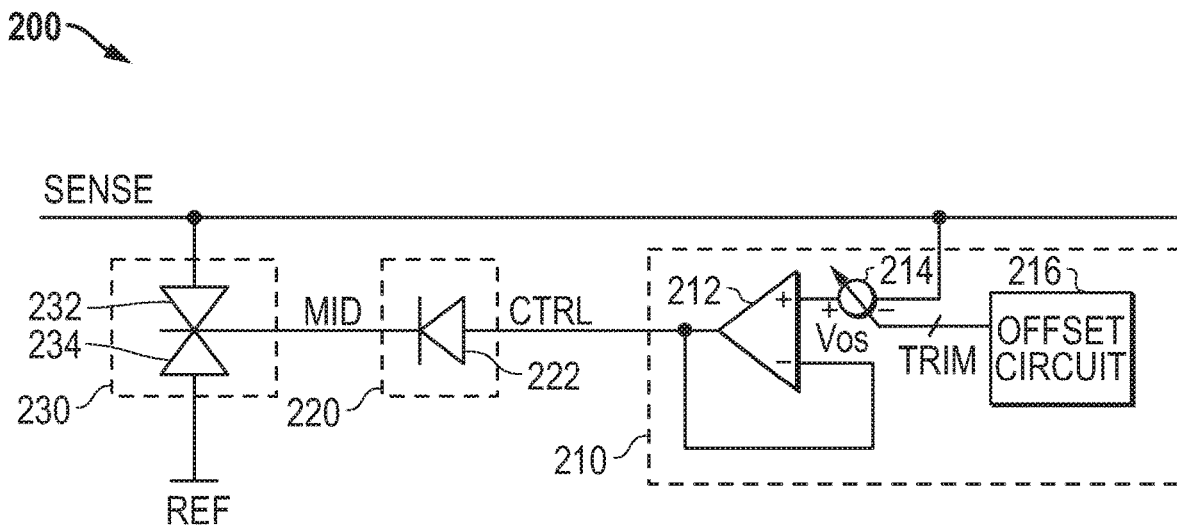 200
SENSE
232
234
230
REF
MID
220
222
CTRL
212
+
−
214
+
−
Vos
TRIM
216
OFFSET
CIRCUIT
210